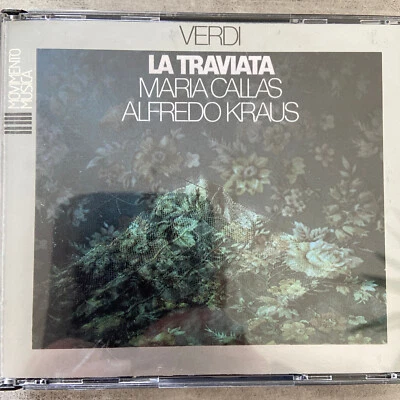 VERDI
LA TRAVIATA
MARIA CALLAS
ALFREDO KRAUS
MOVIMENTO
MUSICA